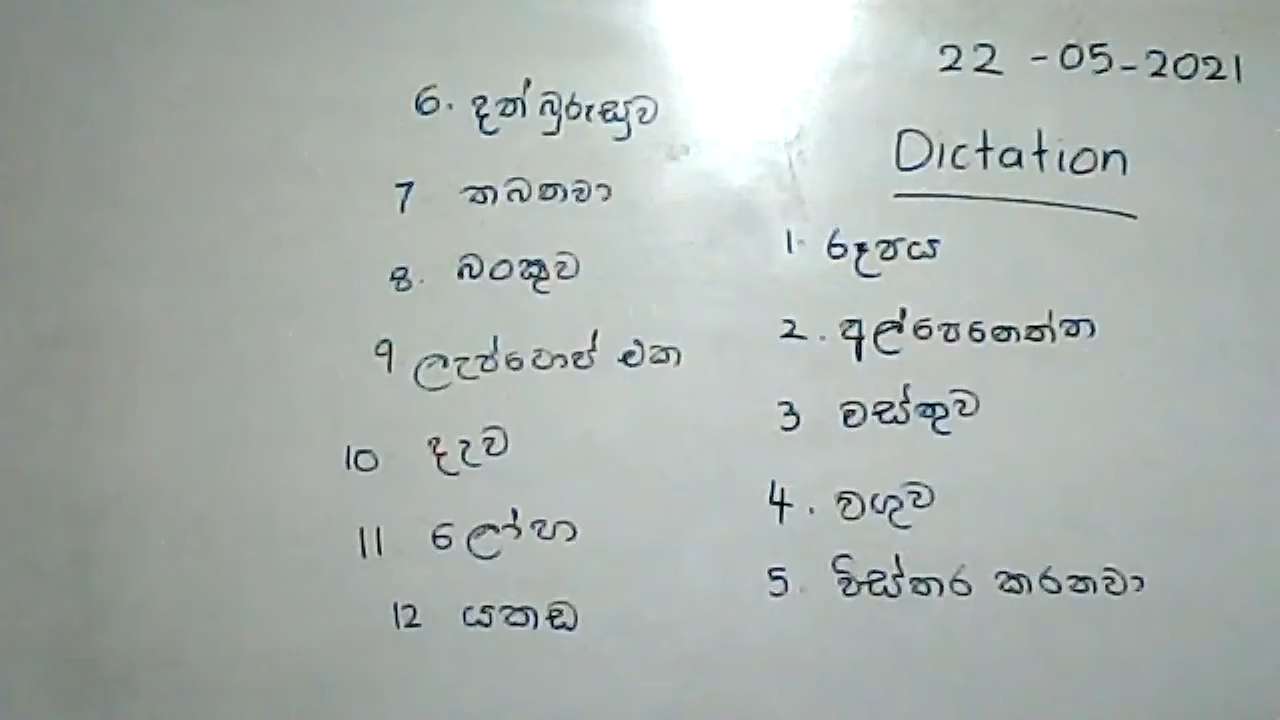 22 -05-2021
Dictation
1. රූපය
2. අල්පෙනෙත්ත
3 වස්තුව
4. වගුව
5. විස්තර කරනවා
6. දත් බුරුසුව
7 තබනවා
8. බංකුව
9 ලැප්ටොප් එක
10 දැව
11 ලෝහ
12 යකඩ